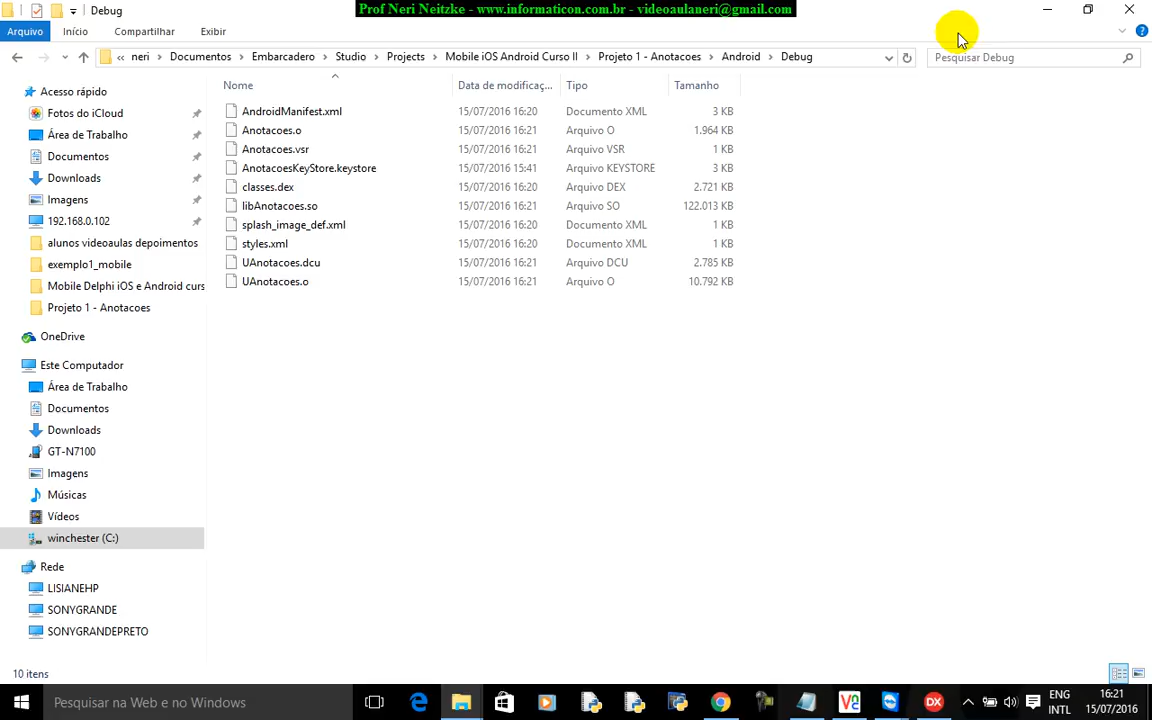 Debug
Prof Neri Neitzke - www.informaticon.com.br - videoaulaneri@gmail.com
Arquivo Início Compartilhar Exibir
« neri > Documentos > Embarcadero > Studio > Projects > Mobile iOS Android Curso II > Projeto 1 - Anotacoes > Android > Debug
Pesquisar Debug
Nome Data de modificaç... Tipo Tamanho
Acesso rápido
Fotos do iCloud
Área de Trabalho
Documentos
Downloads
Imagens
192.168.0.102
alunos videoaulas depoimentos
exemplo1_mobile
Mobile Delphi iOS e Android curs
Projeto 1 - Anotacoes
OneDrive
Este Computador
Área de Trabalho
Documentos
Downloads
GT-N7100
Imagens
Músicas
Vídeos
winchester (C:)
Rede
LISIANEHP
SONYGRANDE
SONYGRANDEPRETO
AndroidManifest.xml 15/07/2016 16:20 Documento XML 3 KB
Anotacoes.o 15/07/2016 16:21 Arquivo O 1.964 KB
Anotacoes.vsr 15/07/2016 16:21 Arquivo VSR 1 KB
AnotacoesKeyStore.keystore 15/07/2016 15:41 Arquivo KEYSTORE 3 KB
classes.dex 15/07/2016 16:20 Arquivo DEX 2.721 KB
libAnotacoes.so 15/07/2016 16:21 Arquivo SO 122.013 KB
splash_image_def.xml 15/07/2016 16:20 Documento XML 1 KB
styles.xml 15/07/2016 16:20 Documento XML 1 KB
UAnotacoes.dcu 15/07/2016 16:21 Arquivo DCU 2.785 KB
UAnotacoes.o 15/07/2016 16:21 Arquivo O 10.792 KB
10 itens
Pesquisar na Web e no Windows
DX
ENG
INTL
16:21
15/07/2016